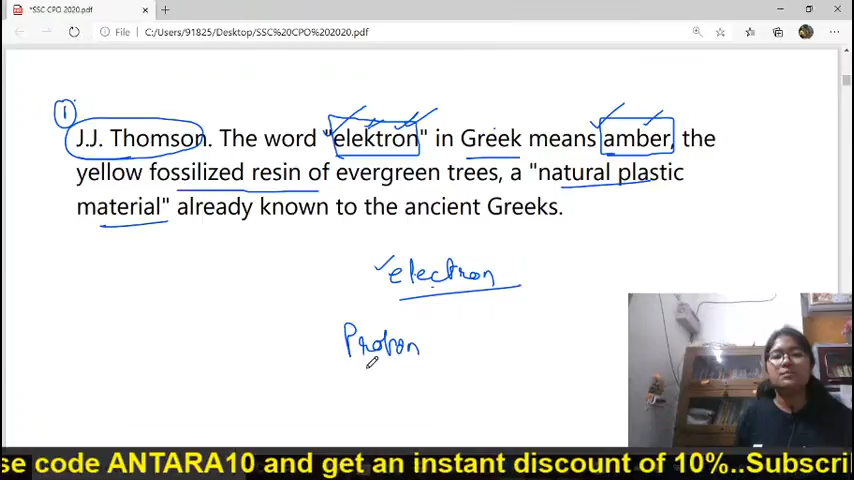 *SSC CPO 2020.pdf
File C:/Users/91825/Desktop/SSC%20CPO%202020.pdf
1
J.J. Thomson. The word "elektron" in Greek means amber, the
yellow fossilized resin of evergreen trees, a "natural plastic
material" already known to the ancient Greeks.
electron
Proton
se code ANTARA10 and get an instant discount of 10%..Subscri